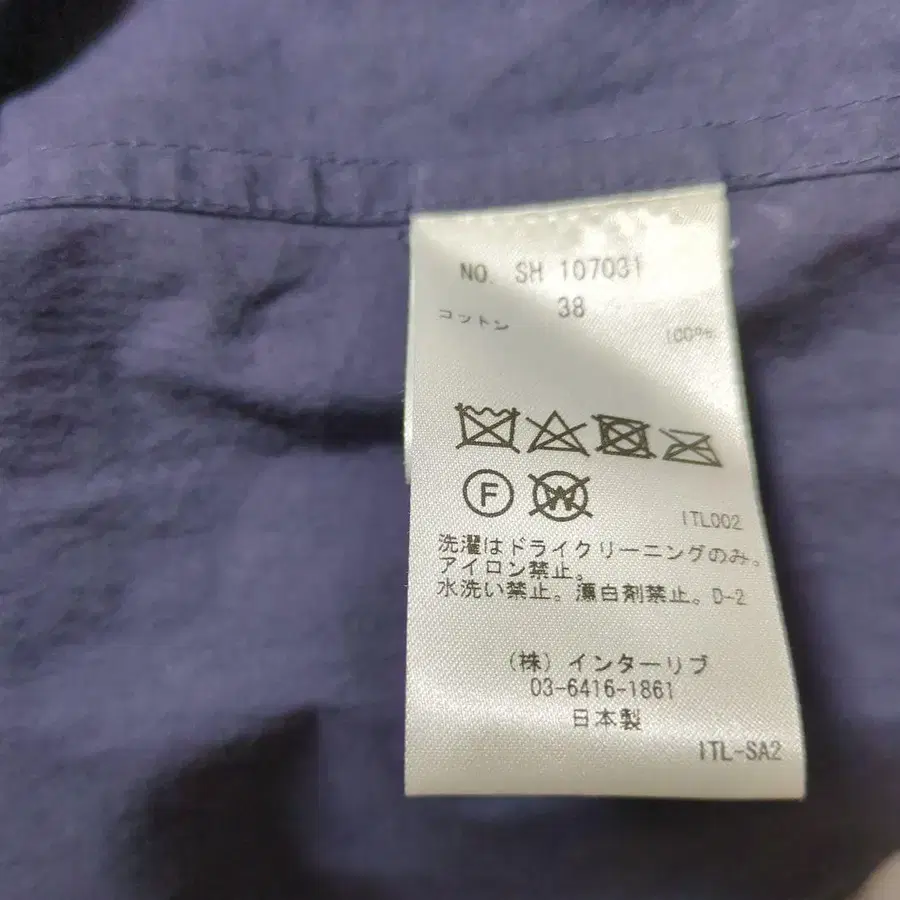 NO. SH 107031
38
コットン 100%
F W
ITL002
洗濯はドライクリーニングのみ。
アイロン禁止。
水洗い禁止。漂白剤禁止。D-2
(株) インターリブ
03-6416-1861
日本製
ITL-SA2